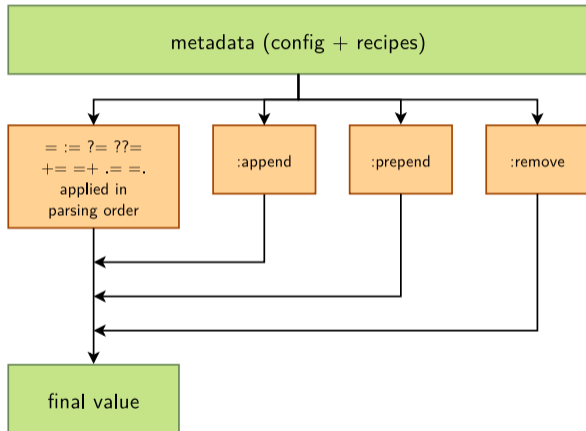 metadata (config + recipes)
= := ?= ??=
+= =+ .= =.
applied in
parsing order
:append
:prepend
:remove
final value